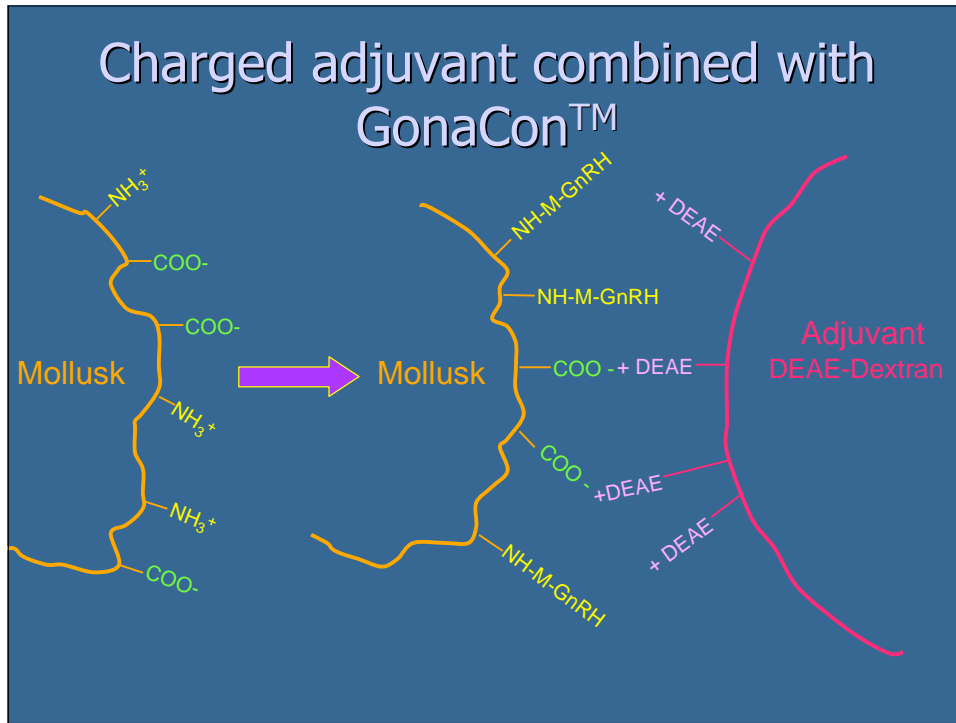 Charged adjuvant combined with
GonaCon™
NH₃⁺
COO-
COO-
Mollusk
NH₃⁺
NH₃⁺
COO-
NH-M-GnRH
NH-M-GnRH
Mollusk
COO -
COO -
NH-M-GnRH
+ DEAE
+ DEAE
+DEAE
+ DEAE
Adjuvant
DEAE-Dextran